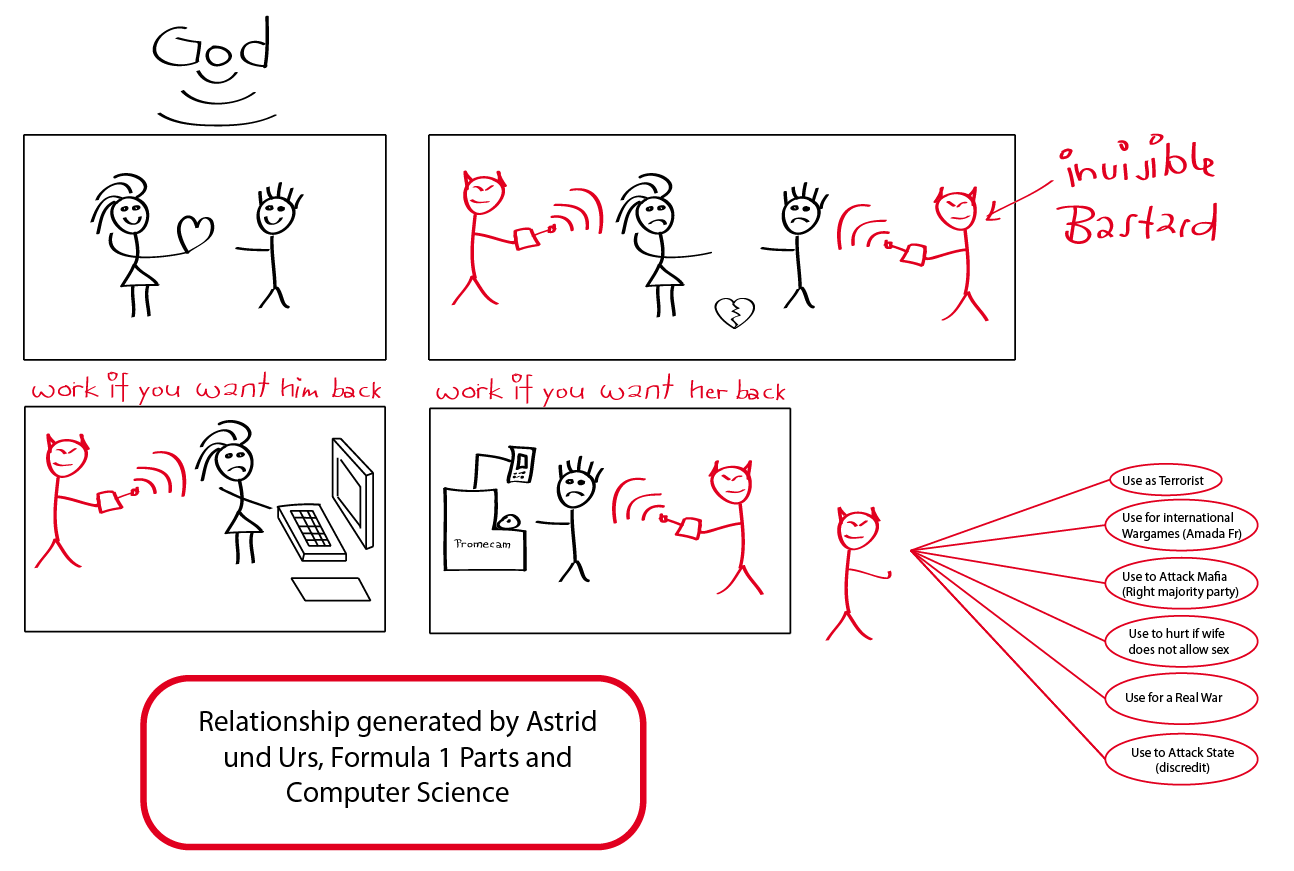 God
invisible
Bastard
work if you want him back
work if you want her back
Promecam
Use as Terrorist
Use for international
Wargames (Amada Fr)
Use to Attack Mafia
(Right majority party)
Use to hurt if wife
does not allow sex
Use for a Real War
Use to Attack State
(discredit)
Relationship generated by Astrid
und Urs, Formula 1 Parts and
Computer Science